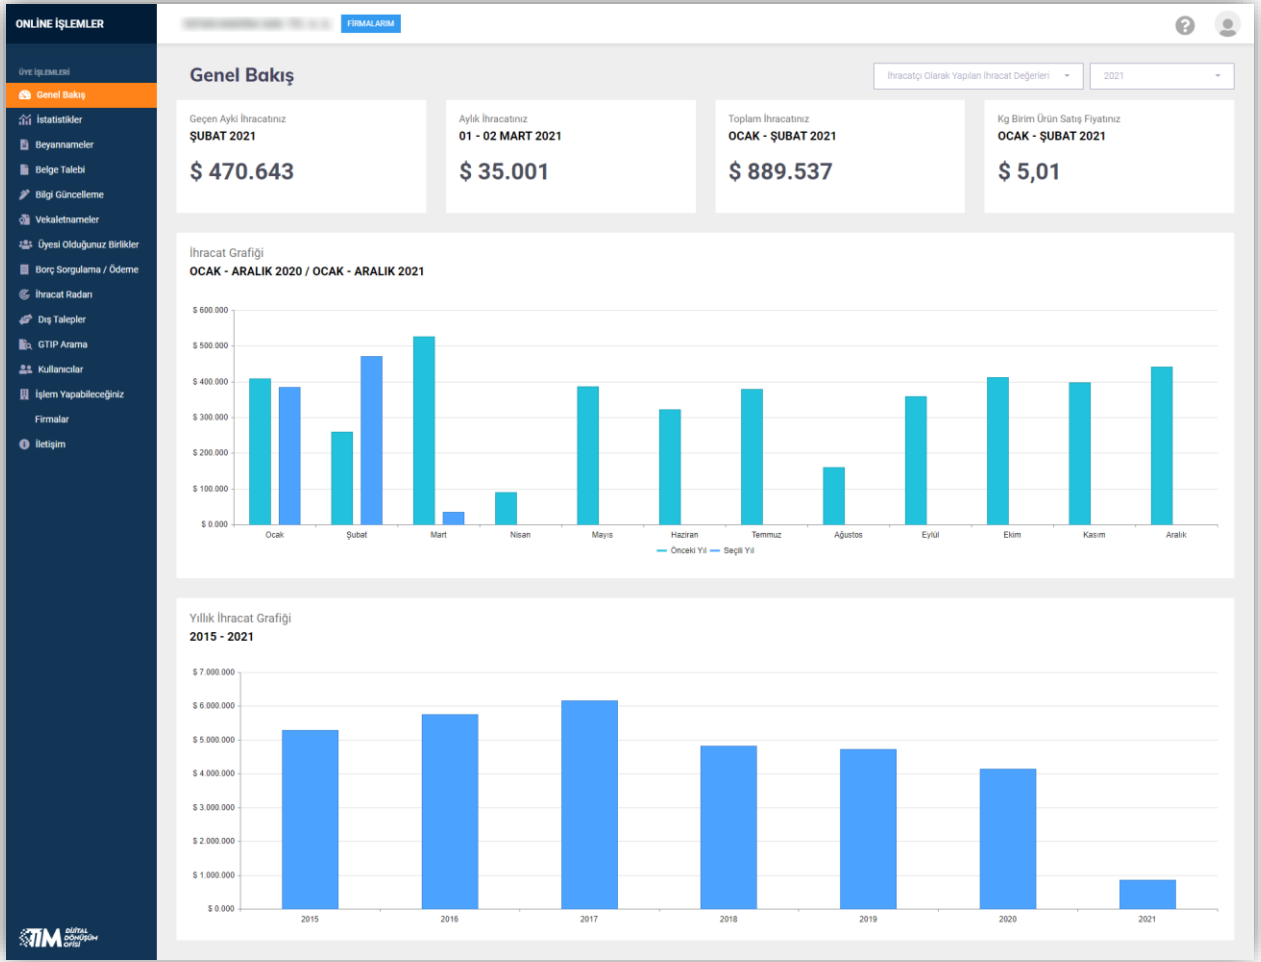 ONLİNE İŞLEMLER
FİRMALARIM
ÜYE İŞLEMLERİ
Genel Bakış
İstatistikler
Beyannameler
Belge Talebi
Bilgi Güncelleme
Vekaletnameler
Üyesi Olduğunuz Birlikler
Borç Sorgulama / Ödeme
İhracat Radarı
Dış Talepler
GTIP Arama
Kullanıcılar
İşlem Yapabileceğiniz
Firmalar
İletişim
TİM DİJİTAL
DÖNÜŞÜM
OFİSİ
Genel Bakış
İhracatçı Olarak Yapılan İhracat Değerleri
2021
Geçen Ayki İhracatınız
ŞUBAT 2021
$ 470.643
Aylık İhracatınız
01 - 02 MART 2021
$ 35.001
Toplam İhracatınız
OCAK - ŞUBAT 2021
$ 889.537
Kg Birim Ürün Satış Fiyatınız
OCAK - ŞUBAT 2021
$ 5,01
İhracat Grafiği
OCAK - ARALIK 2020 / OCAK - ARALIK 2021
$ 600.000
$ 500.000
$ 400.000
$ 300.000
$ 200.000
$ 100.000
$ 0.000
Ocak Şubat Mart Nisan Mayıs Haziran Temmuz Ağustos Eylül Ekim Kasım Aralık
Önceki Yıl Seçili Yıl
Yıllık İhracat Grafiği
2015 - 2021
$ 7.000.000
$ 6.000.000
$ 5.000.000
$ 4.000.000
$ 3.000.000
$ 2.000.000
$ 1.000.000
$ 0.000
2015 2016 2017 2018 2019 2020 2021